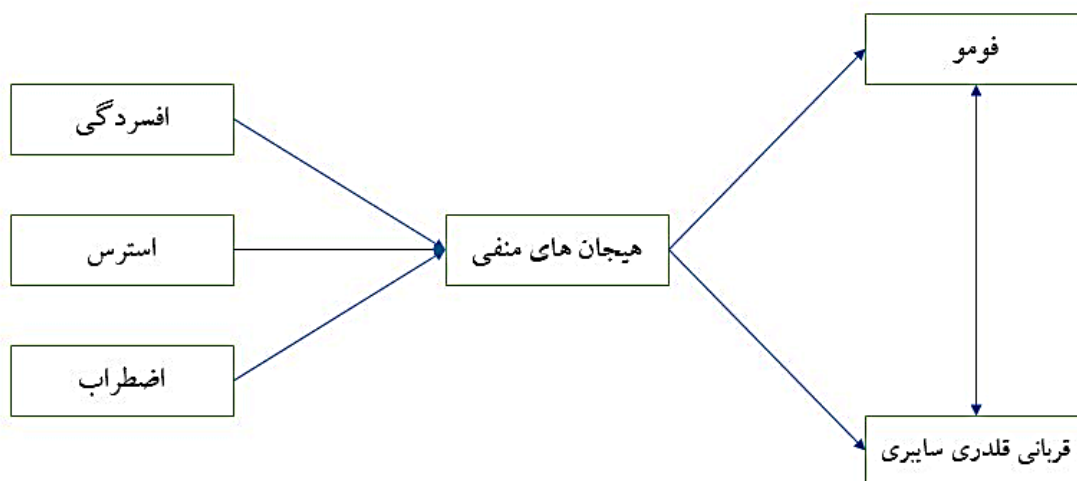 فومو
افسردگی
استرس
هیجان های منفی
اضطراب
قربانی قلدری سایبری